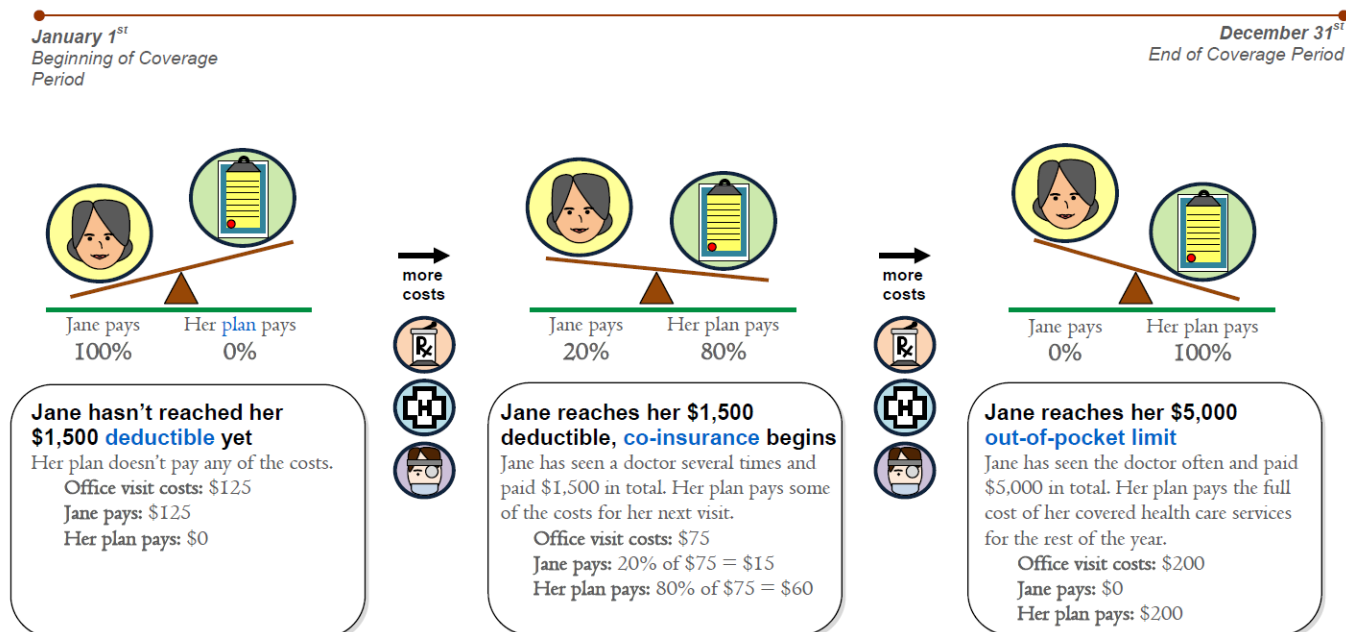 January 1st
Beginning of Coverage
Period
December 31st
End of Coverage Period
Jane pays
100%
Her plan pays
0%
more
costs
Rx
H
Jane pays
20%
Her plan pays
80%
more
costs
Rx
H
Jane pays
0%
Her plan pays
100%
Jane hasn't reached her
$1,500 deductible yet
Her plan doesn't pay any of the costs.
Office visit costs: $125
Jane pays: $125
Her plan pays: $0
Jane reaches her $1,500
deductible, co-insurance begins
Jane has seen a doctor several times and
paid $1,500 in total. Her plan pays some
of the costs for her next visit.
Office visit costs: $75
Jane pays: 20% of $75 = $15
Her plan pays: 80% of $75 = $60
Jane reaches her $5,000
out-of-pocket limit
Jane has seen the doctor often and paid
$5,000 in total. Her plan pays the full
cost of her covered health care services
for the rest of the year.
Office visit costs: $200
Jane pays: $0
Her plan pays: $200